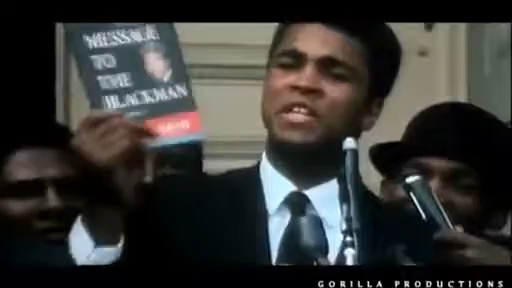 MESSAGE
TO
THE
BLACKMAN
GORILLA PRODUCTIONS